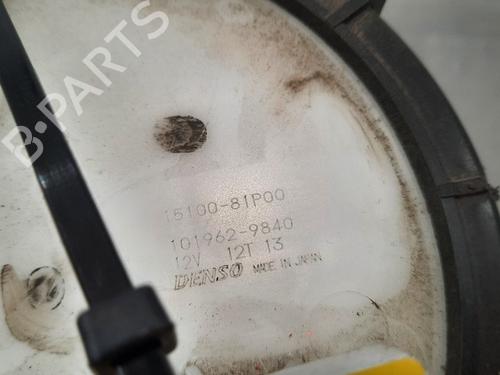 B-PARTS
15100-81P00
101962-9840
12V 12T 13
DENSO MADE IN JAPAN